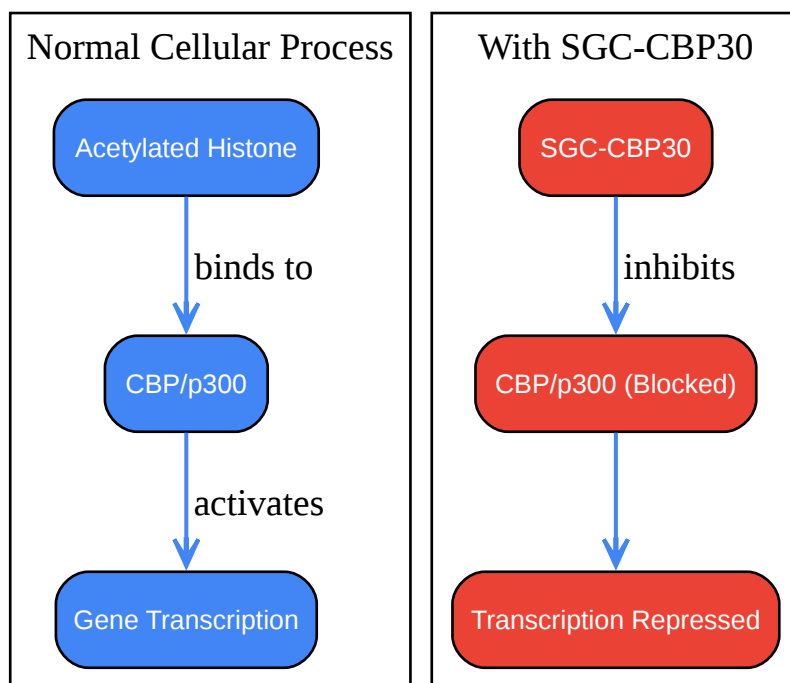 Normal Cellular Process
Acetylated Histone
binds to
CBP/p300
activates
Gene Transcription
With SGC-CBP30
SGC-CBP30
inhibits
CBP/p300 (Blocked)
Transcription Repressed